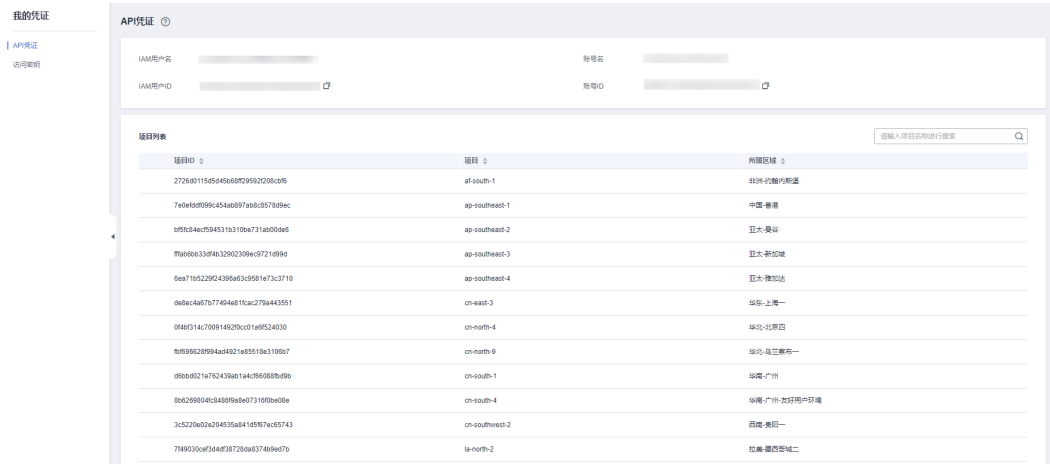 我的凭证
API凭证
访问密钥
API凭证
IAM用户名
账号名
IAM用户ID
账号ID
项目列表
请输入项目名称进行搜索
项目ID 项目 所属区域
2726d0115d5d45b68ff29592f208cbf6 af-south-1 非洲-约翰内斯堡
7e0efddf099c454ab897ab8c8578d9ec ap-southeast-1 中国-香港
bf5fc84ecf594531b310be731ab00de6 ap-southeast-2 亚太-曼谷
fffab6bb33df4b32902309ec9721d99d ap-southeast-3 亚太-新加坡
6ea71b5229f24396a63c9581e73c3710 ap-southeast-4 亚太-雅加达
de8ec4a67b77494e81fcac279a443551 cn-east-3 华东-上海一
0f4bf314c70091492f0cc01a6f524030 cn-north-4 华北-北京四
fbf696628f994ad4921e85518e3106b7 cn-north-9 华北-乌兰察布一
d6bbd021e762439ab1a4cf66088fbd9b cn-south-1 华南-广州
8b6269804fc8486f9a8e07316f0be08e cn-south-4 华南-广州-友好用户环境
3c5220e02e204535a841d5f67ec65743 cn-southwest-2 西南-贵阳一
7f49030cef3d4df38728da8374b9ed7b la-north-2 拉美-墨西哥城二